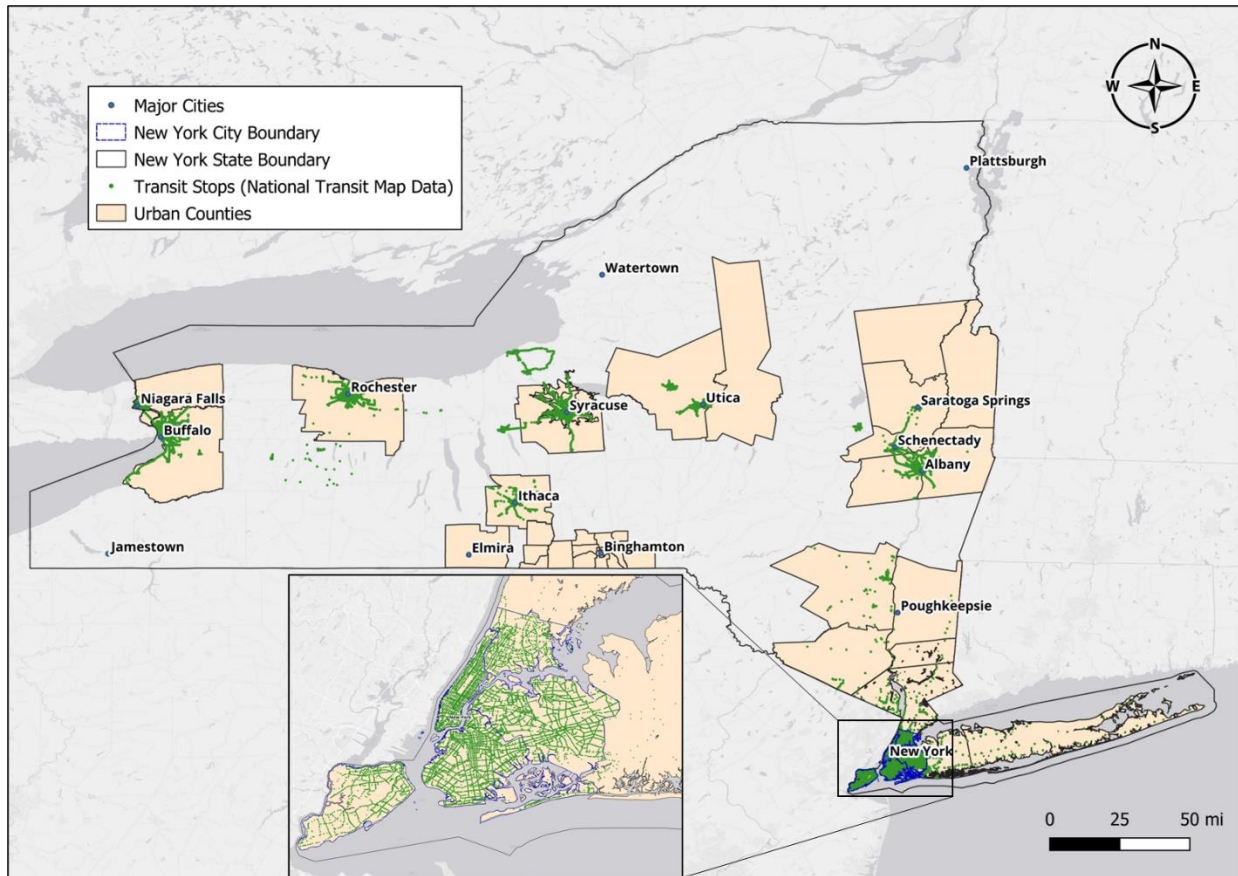 N
W
E
S
Major Cities
New York City Boundary
New York State Boundary
Transit Stops (National Transit Map Data)
Urban Counties
Plattsburgh
Watertown
Niagara Falls
Rochester
Syracuse
Utica
Saratoga Springs
Buffalo
Schenectady
Albany
Ithaca
Jamestown
Elmira
Binghamton
Poughkeepsie
New York
0 25 50 mi